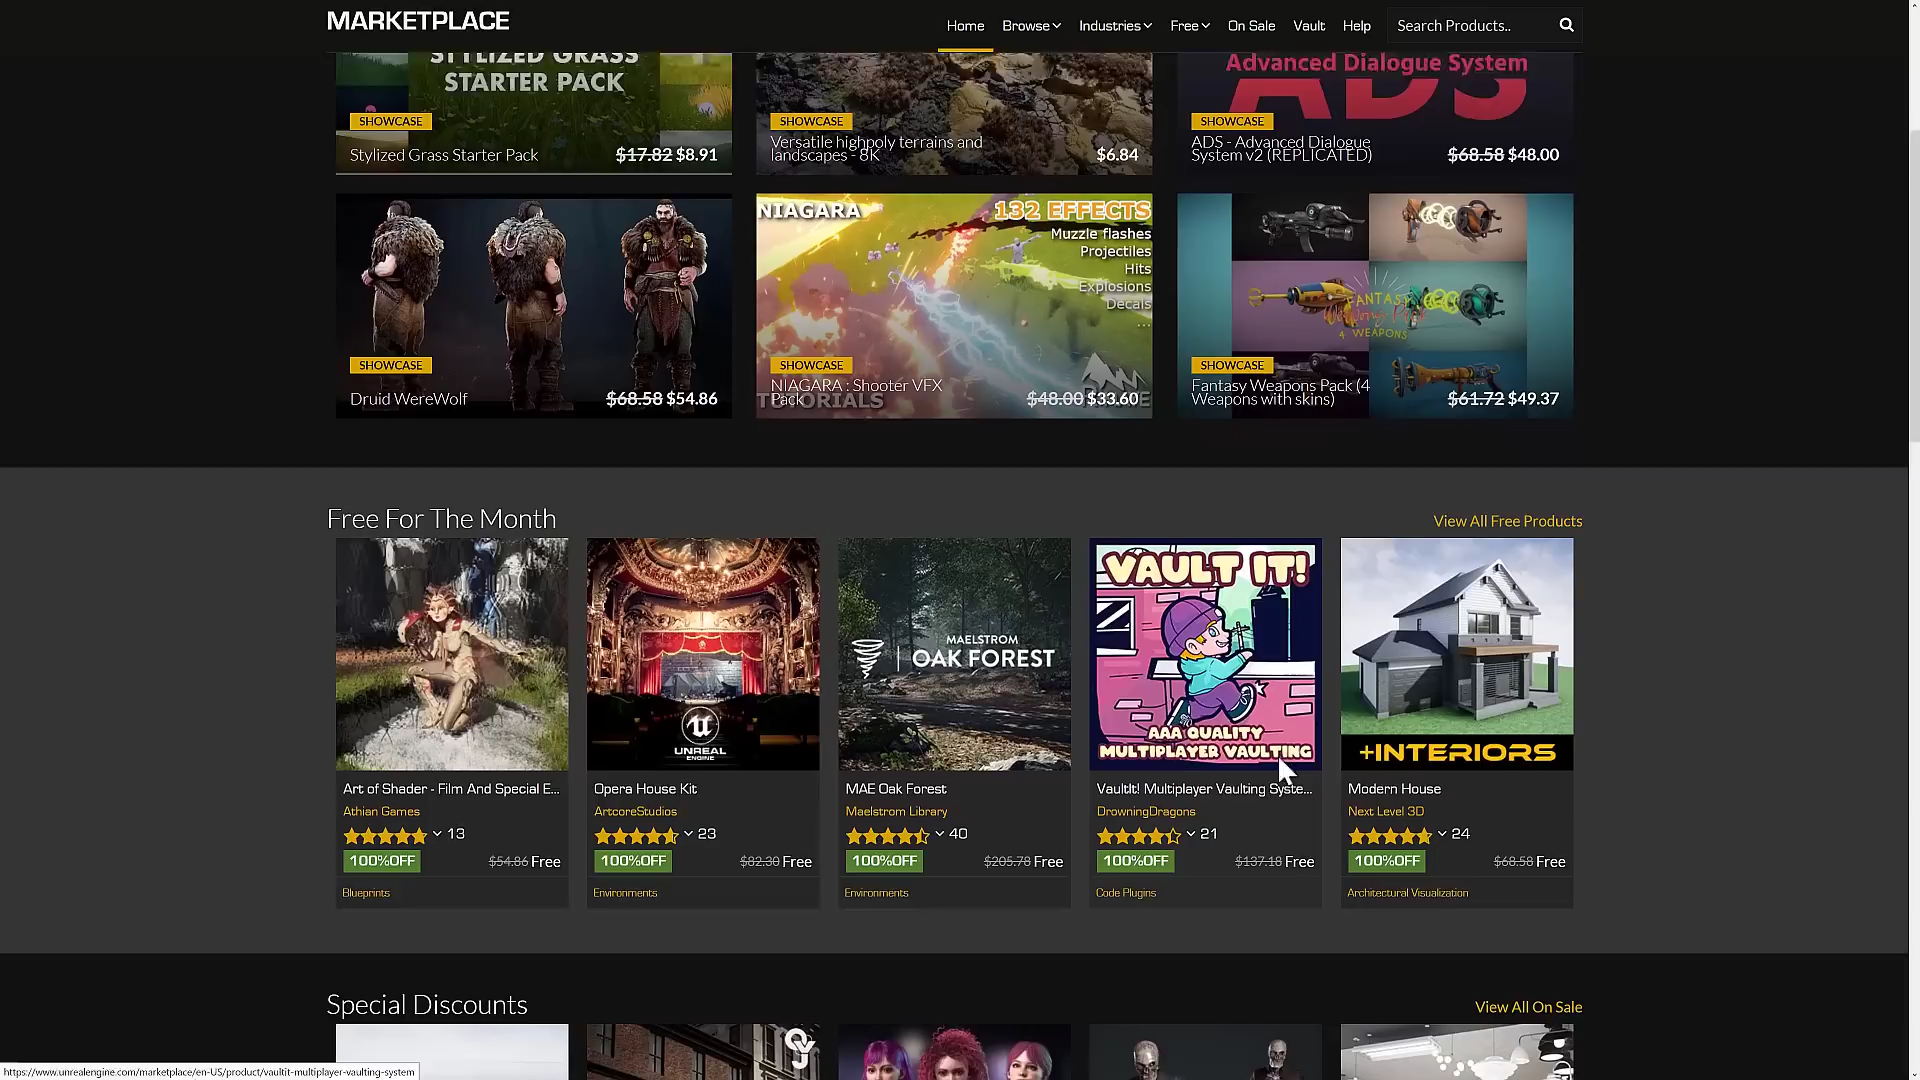 MARKETPLACE
Home Browse Industries Free On Sale Vault Help Search Products..
STYLIZED GRASS
STARTER PACK
SHOWCASE
Stylized Grass Starter Pack $17.82 $8.91
SHOWCASE
Versatile highpoly terrains and
landscapes - 8K $6.84
Advanced Dialogue System
ADS
SHOWCASE
ADS - Advanced Dialogue
System v2 (REPLICATED) $68.58 $48.00
SHOWCASE
Druid WereWolf $68.58 $54.86
NIAGARA 132 EFFECTS
Muzzle flashes
Projectiles
Hits
Explosions
Decals
...
SHOWCASE
NIAGARA : Shooter VFX
Pack $48.00 $33.60
TUTORIALS
FANTASY
4 WEAPONS
SHOWCASE
Fantasy Weapons Pack (4
Weapons with skins) $61.72 $49.37
Free For The Month View All Free Products
UNREAL
ENGINE
MAELSTROM
OAK FOREST
VAULT IT!
AAA QUALITY
MULTIPLAYER VAULTING
+INTERIORS
Art of Shader - Film And Special E...
Athian Games
13
100%OFF $54.86 Free
Blueprints
Opera House Kit
ArtcoreStudios
23
100%OFF $82.30 Free
Environments
MAE Oak Forest
Maelstrom Library
40
100%OFF $205.78 Free
Environments
VaultIt! Multiplayer Vaulting Syste...
DrowningDragons
21
100%OFF $137.18 Free
Code Plugins
Modern House
Next Level 3D
24
100%OFF $68.58 Free
Architectural Visualization
Special Discounts View All On Sale
https://www.unrealengine.com/marketplace/en-US/product/vaultit-multiplayer-vaulting-system